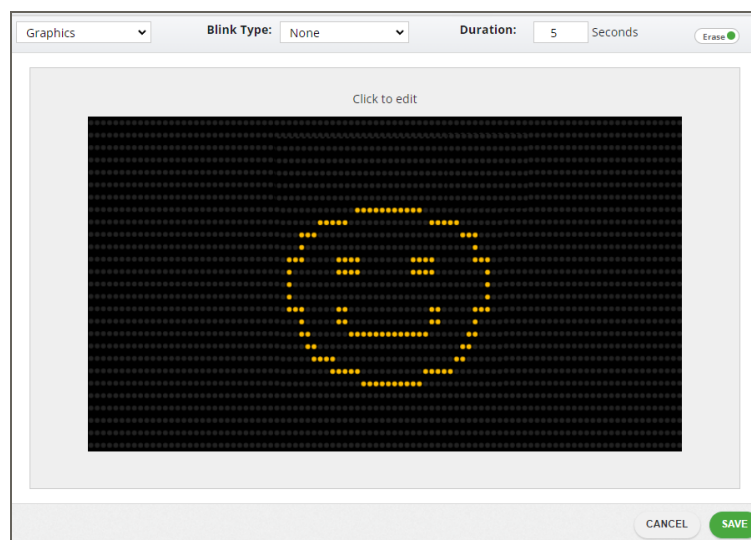 Graphics Blink Type: None Duration: 5 Seconds Erase
Click to edit
CANCEL SAVE